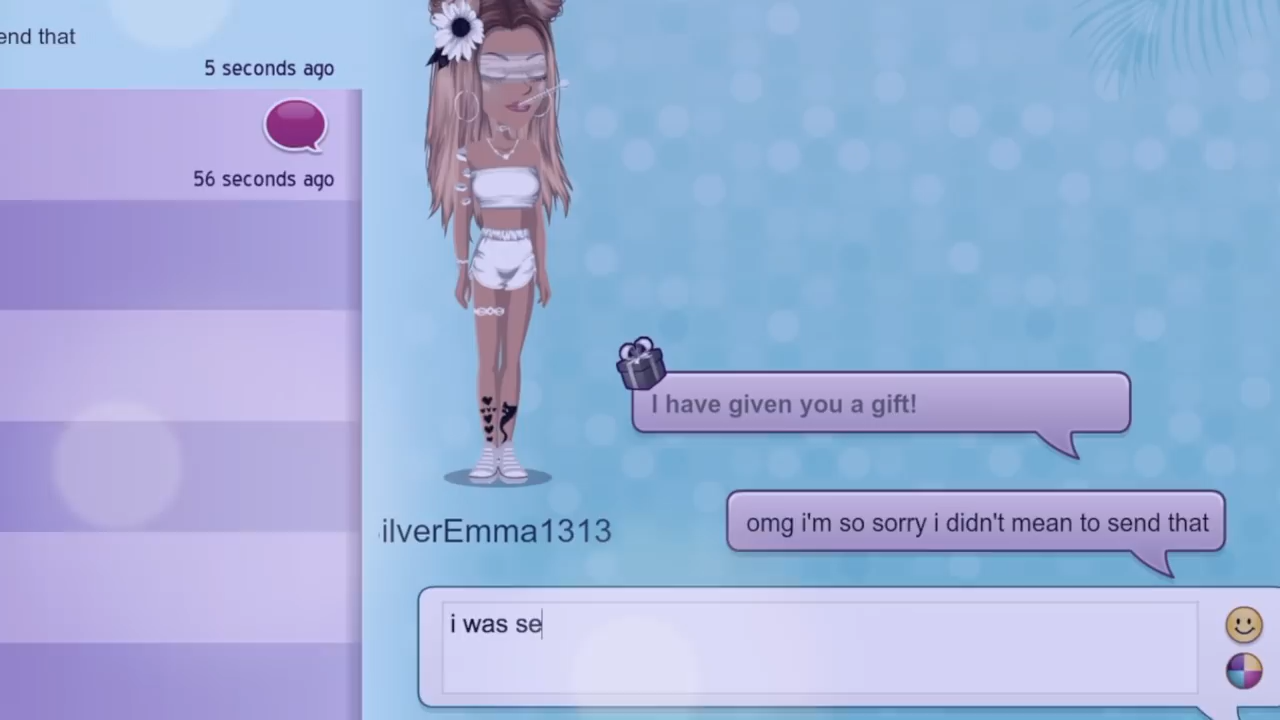 end that
5 seconds ago
56 seconds ago
I have given you a gift!
omg i'm so sorry i didn't mean to send that
ilverEmma1313
i was se